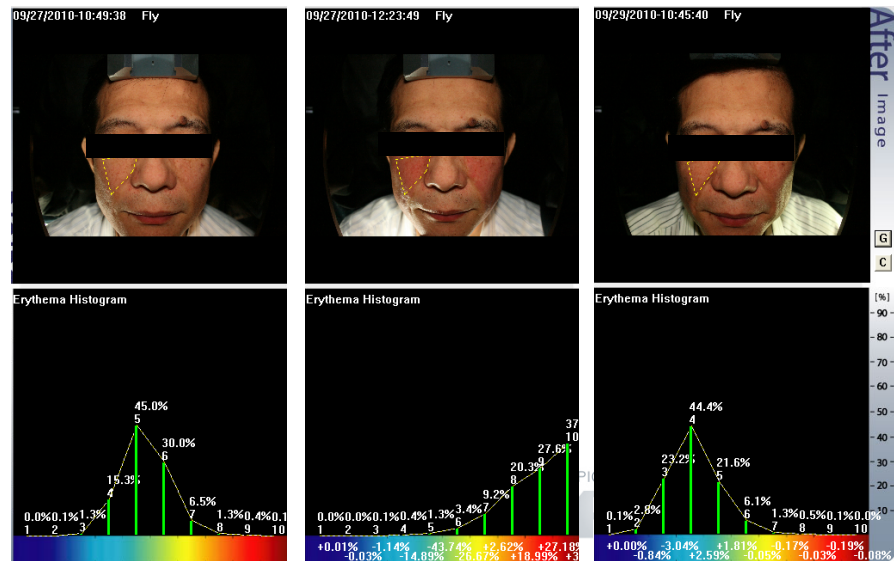 09/27/2010-10:49:38 Fly
09/27/2010-12:23:49 Fly
09/29/2010-10:45:40 Fly
After Image
G
C
Erythema Histogram
45.0%
5
30.0%
6
15.3%
4
6.5%
7
0.0% 0.1% 1.3% 1.3% 0.4% 0.1
1 2 3 8 9 10
Erythema Histogram
37
10
27.6%
9
20.3%
8
9.2%
7
3.4%
6
0.0% 0.0% 0.1% 0.4% 1.3%
1 2 3 4 5
+0.01% -1.14% -43.74% +2.62% +27.18%
-0.03% -14.89% -26.67% +18.99% +3
Erythema Histogram
44.4%
4
23.2%
3
21.6%
5
6.1%
6
0.1% 2.8% 1.3% 0.5% 0.1% 0.0%
1 2 7 8 9 10
+0.00% -3.04% +1.81% -0.17% -0.19%
-0.84% +2.59% -0.05% -0.03% -0.08%
[%]
90
80
70
60
50
40
30
20
10